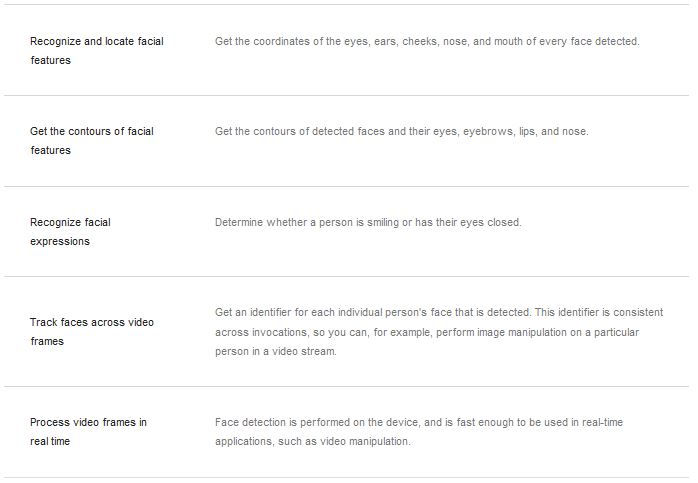 Recognize and locate facial
features
Get the coordinates of the eyes, ears, cheeks, nose, and mouth of every face detected.
Get the contours of facial
features
Get the contours of detected faces and their eyes, eyebrows, lips, and nose.
Recognize facial
expressions
Determine whether a person is smiling or has their eyes closed.
Track faces across video
frames
Get an identifier for each individual person's face that is detected. This identifier is consistent
across invocations, so you can, for example, perform image manipulation on a particular
person in a video stream.
Process video frames in
real time
Face detection is performed on the device, and is fast enough to be used in real-time
applications, such as video manipulation.